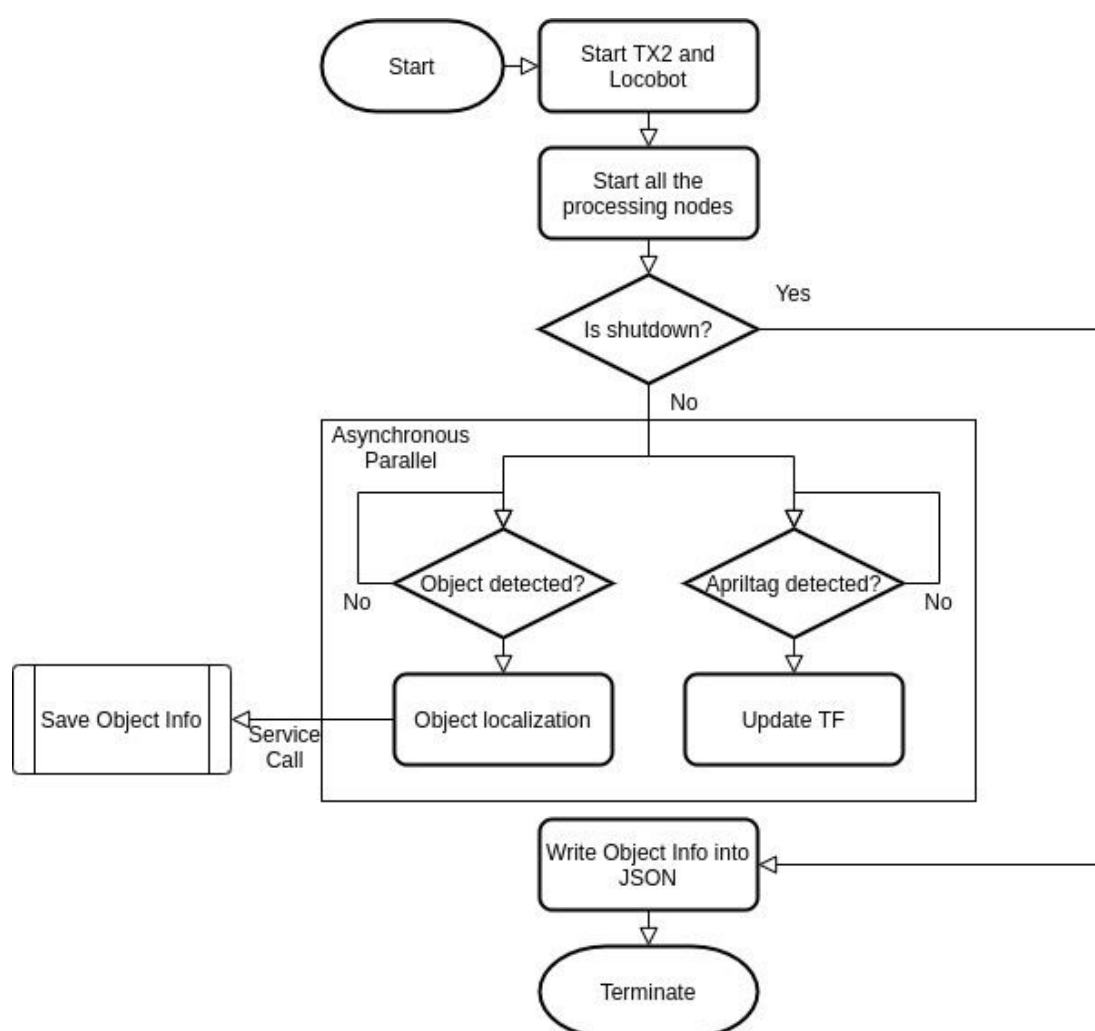 Start
Start TX2 and
Locobot
Start all the
processing nodes
Is shutdown?
Yes
No
Asynchronous
Parallel
Object detected?
No
Apriltag detected?
No
Save Object Info
Service
Call
Object localization
Update TF
Write Object Info into
JSON
Terminate